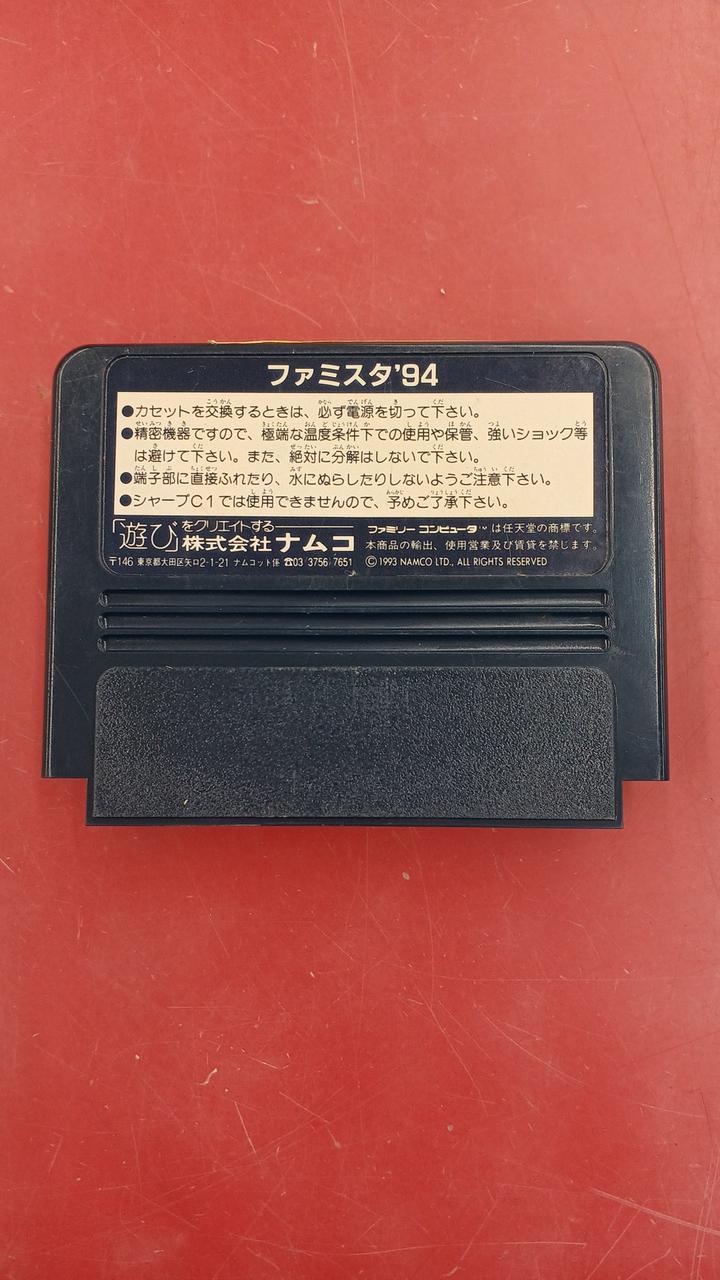 ファミスタ'94
●カセットを交換するときは、必ず電源を切って下さい。
●精密機器ですので、極端な温度条件下での使用や保管、強いショック等
は避けて下さい。また、絶対に分解はしないで下さい。
●端子部に直接ふれたり、水にぬらしたりしないようご注意下さい。
●シャープC1では使用できませんので、予めご了承下さい。
「遊び」をクリエイトする
株式会社ナムコ
〒146 東京都大田区矢口2-1-21 ナムコット係 ☎03(3756)7651
ファミリーコンピュータ™は任天堂の商標です。
本商品の輸出、使用営業及び賃貸を禁じます。
©1993 NAMCO LTD., ALL RIGHTS RESERVED